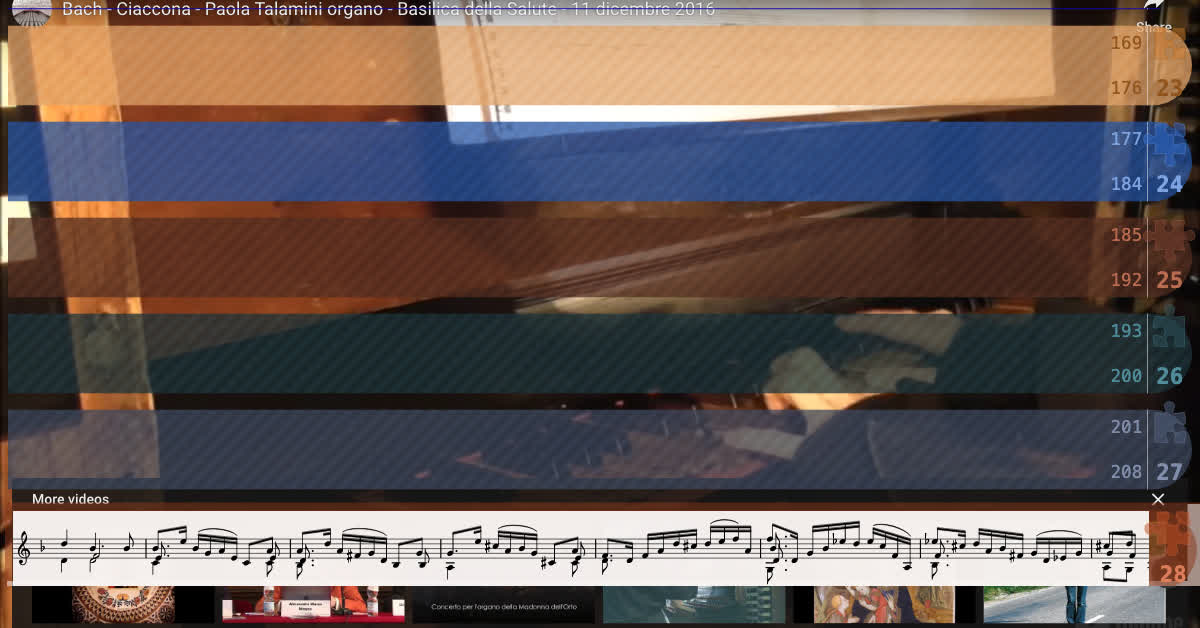 Bach - Ciaccona - Paola Talamini organo - Basilica della Salute - 11 dicembre 2016
Share
169
176 23
177
184 24
185
192 25
193
200 26
201
208 27
More videos
28
Concerto per l'organo della Madonna dell'Orto